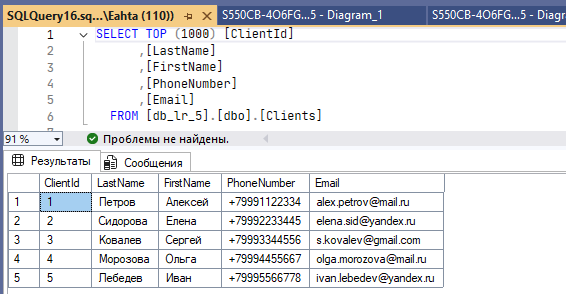 SQLQuery16.sq...\Eahta (110)) S550CB-4O6FG...5 - Diagram_1 S550CB-4O6FG...5 - Diagra
1 SELECT TOP (1000) [ClientId]
2 ,[LastName]
3 ,[FirstName]
4 ,[PhoneNumber]
5 ,[Email]
6 FROM [db_lr_5].[dbo].[Clients]
91 % Проблемы не найдены.
Результаты Сообщения
ClientId LastName FirstName PhoneNumber Email
1 1 Петров Алексей +79991122334 alex.petrov@mail.ru
2 2 Сидорова Елена +79992233445 elena.sid@yandex.ru
3 3 Ковалев Сергей +79993344556 s.kovalev@gmail.com
4 4 Морозова Ольга +79994455667 olga.morozova@mail.ru
5 5 Лебедев Иван +79995566778 ivan.lebedev@yandex.ru